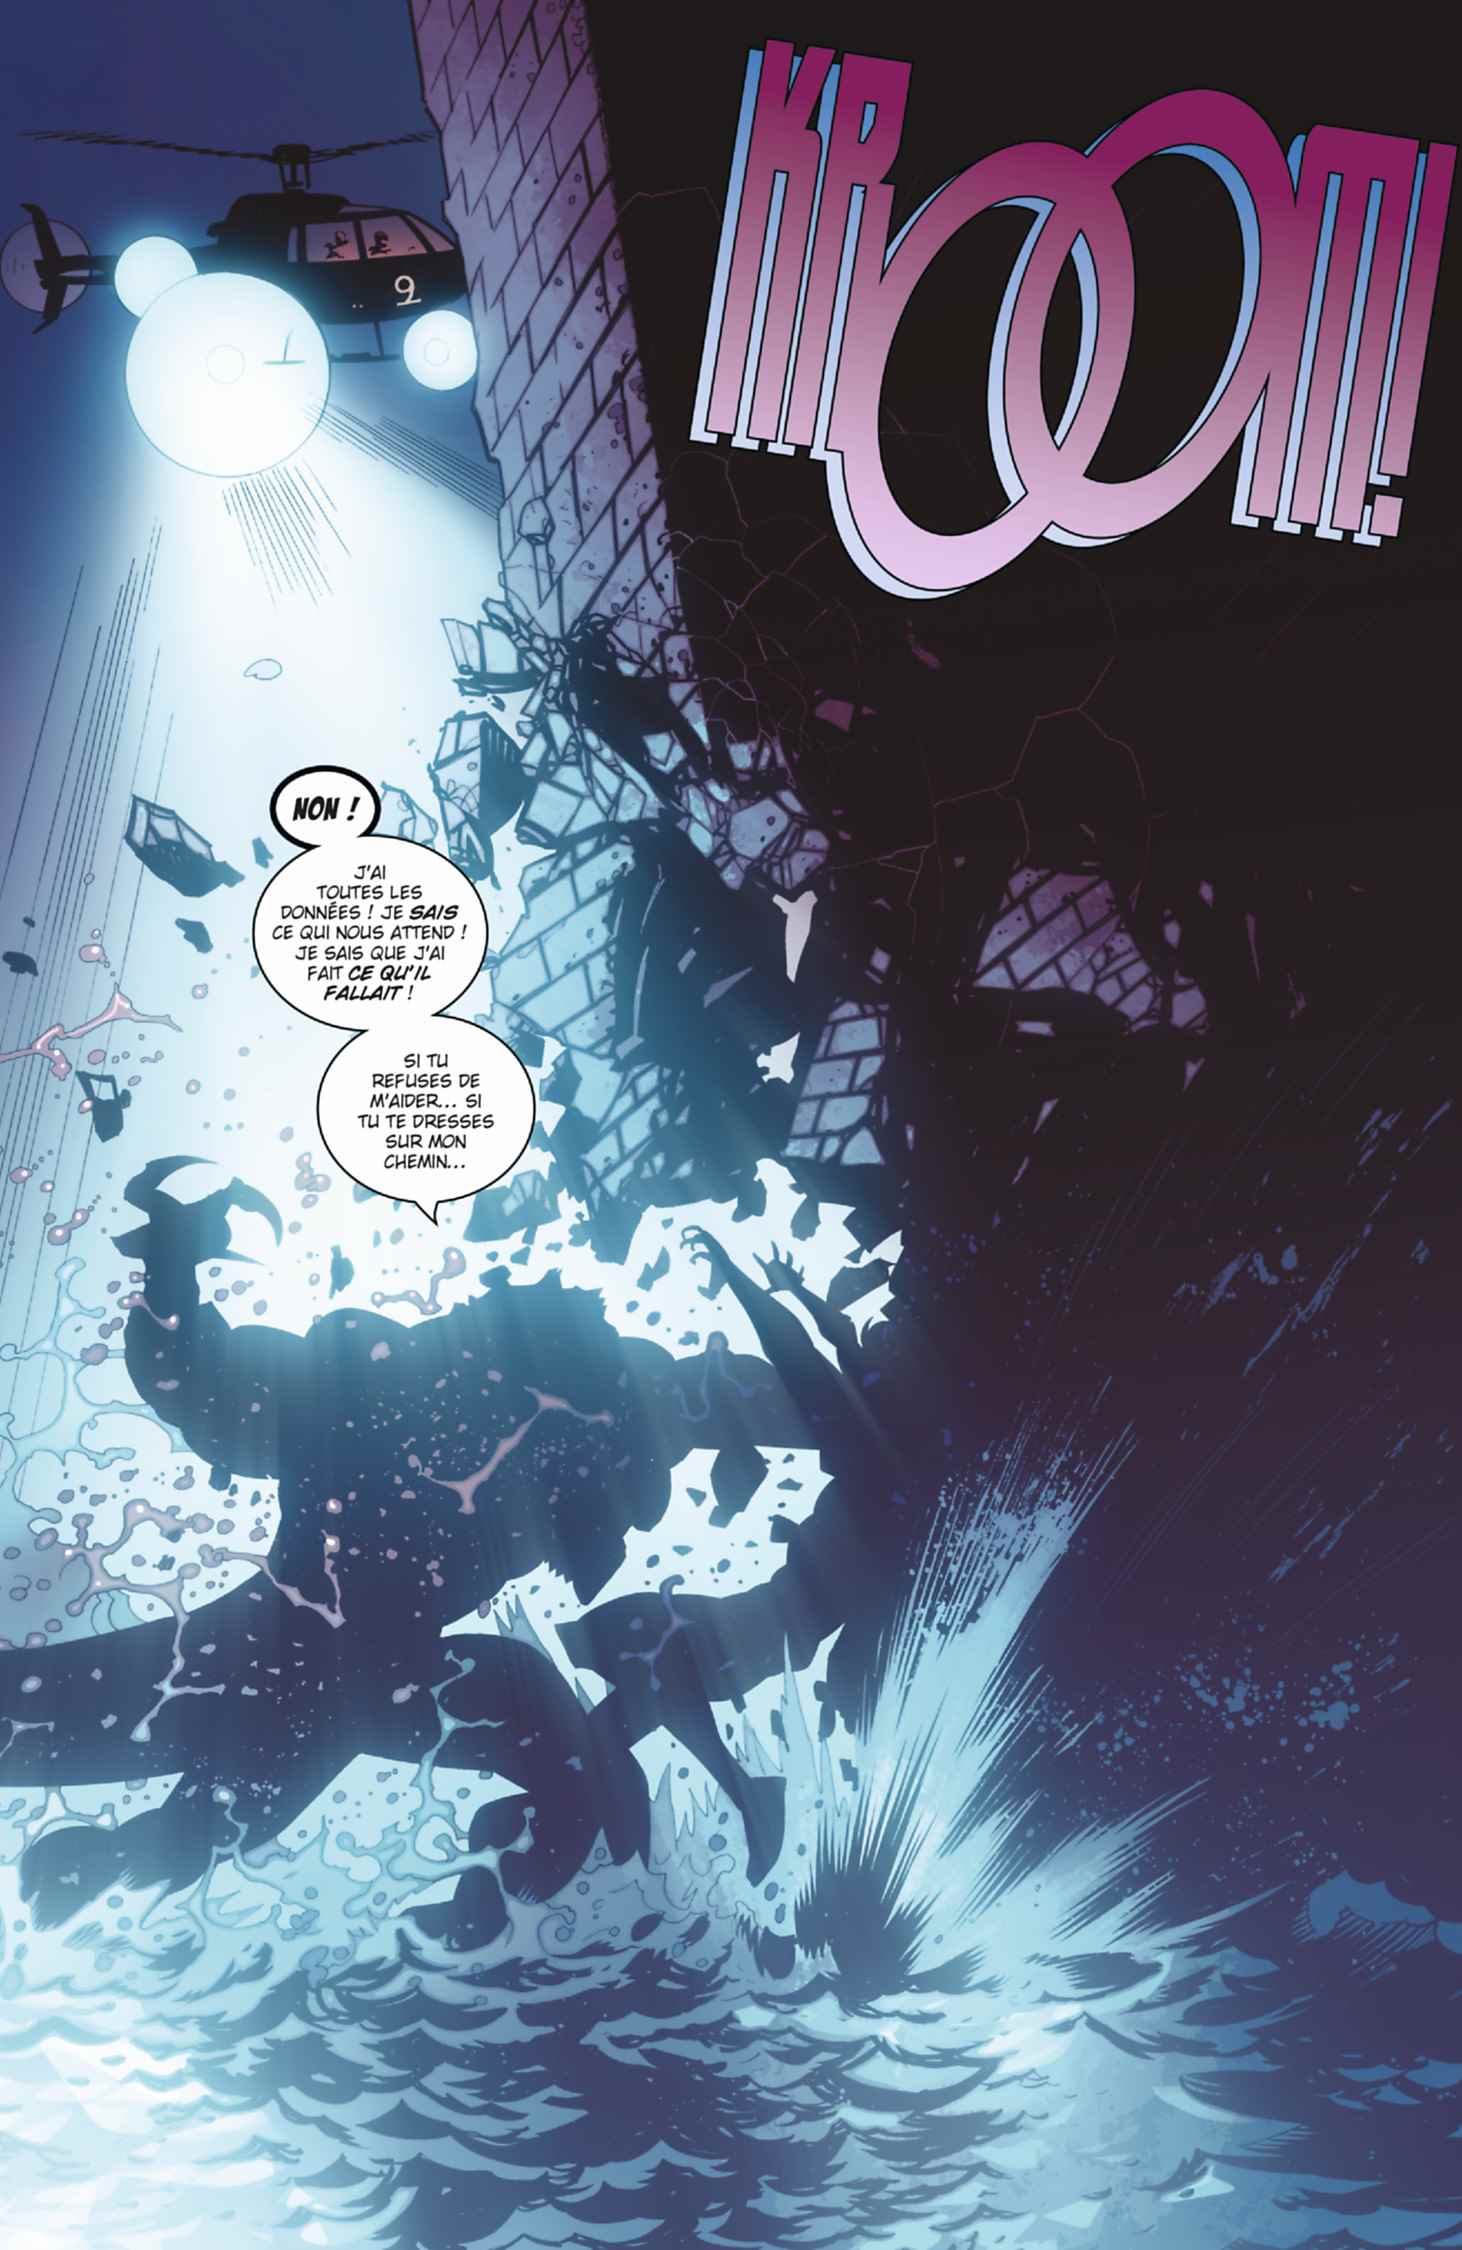 KROOM!
9
NON !
J'AI
TOUTES LES
DONNÉES ! JE SAIS
CE QUI NOUS ATTEND !
JE SAIS QUE J'AI
FAIT CE QU'IL
FALLAIT !
SI TU
REFUSES DE
M'AIDER... SI
TU TE DRESSES
SUR MON
CHEMIN...